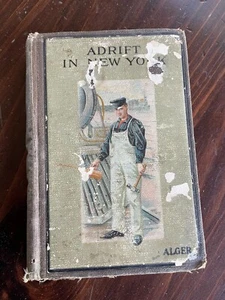 ADRIFT
IN NEW YORK
ALGER